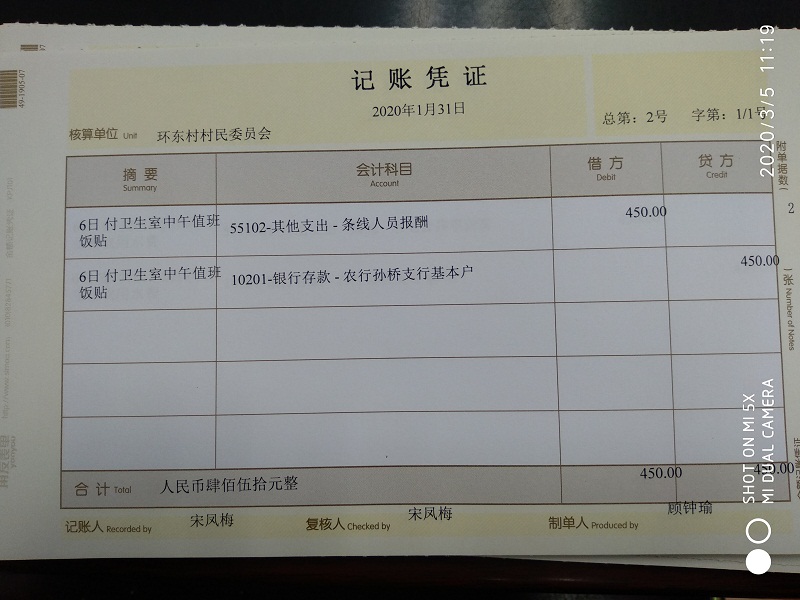 记账凭证
2020年1月31日
总第：2号 字第：1/1号
核算单位 Unit 环东村村民委员会
摘要 会计科目 借方 贷方
Summary Account Debit Credit
附单据数（ 2 ）张 Number of Notes
6日 付卫生室中午值班饭贴 55102-其他支出 - 条线人员报酬 450.00
6日 付卫生室中午值班饭贴 10201-银行存款 - 农行孙桥支行基本户 450.00
合计 Total 人民币肆佰伍拾元整 450.00 450.00
记账人 Recorded by 宋凤梅 复核人 Checked by 宋凤梅 制单人 Produced by 顾钟瑜
49-1905-07
2020/3/5 11:19
SHOT ON MI 5X
MI DUAL CAMERA